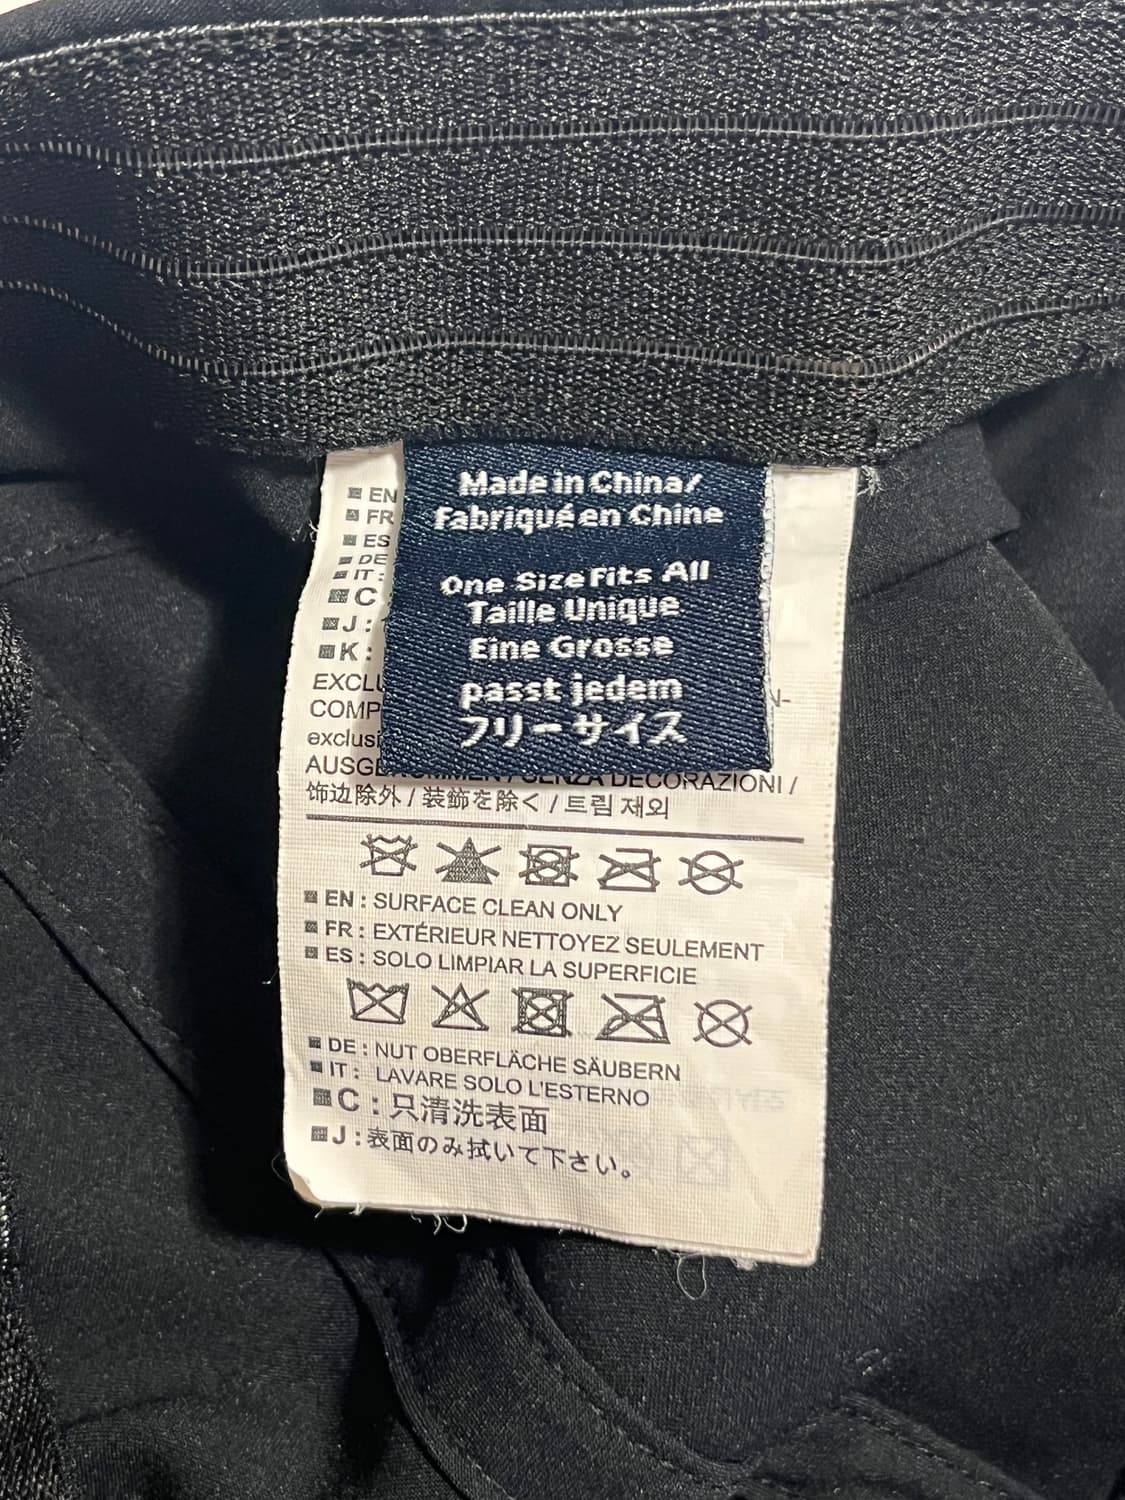 Made in China/
Fabriqué en Chine
One Size Fits All
Taille Unique
Eine Grosse
passt jedem
フリーサイズ
EN
FR
ES
DE
IT:
C
J:
K:
EXCLU
COMP
exclusi
AUSGENOMMEN / SENZA DECORAZIONI /
饰边除外 / 装飾を除く / 트림 제외
EN : SURFACE CLEAN ONLY
FR : EXTÉRIEUR NETTOYEZ SEULEMENT
ES : SOLO LIMPIAR LA SUPERFICIE
DE : NUT OBERFLÄCHE SÄUBERN
IT : LAVARE SOLO L'ESTERNO
C : 只清洗表面
J : 表面のみ拭いて下さい。